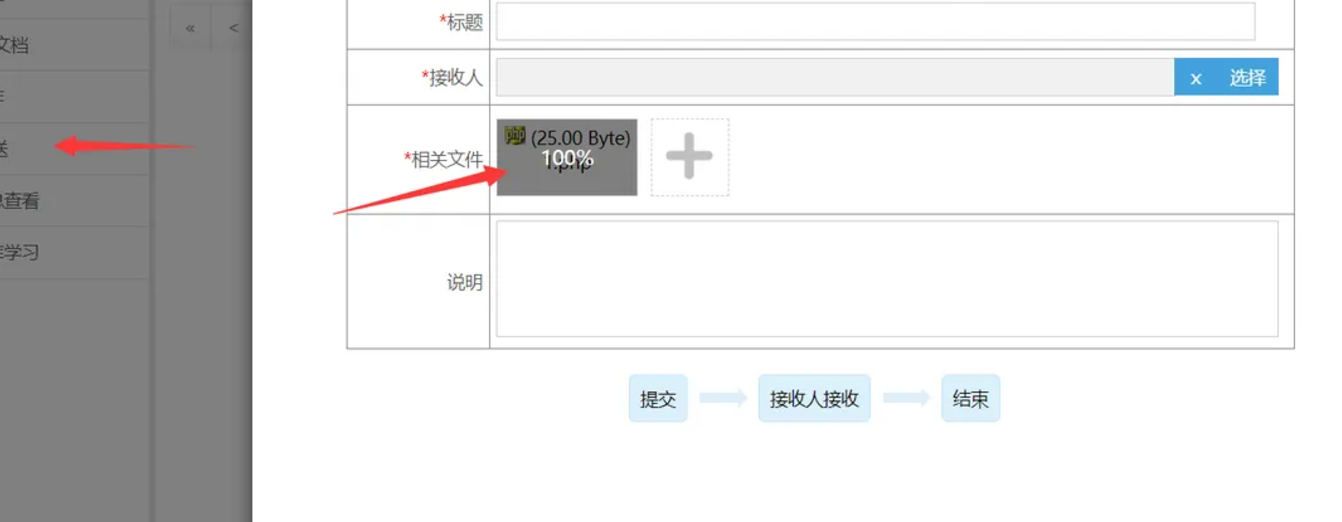 *标题
« <
文档
*接收人
x 选择
送
php (25.00 Byte)
100%
1.php
*相关文件
息查看
学习
说明
提交
接收人接收
结束